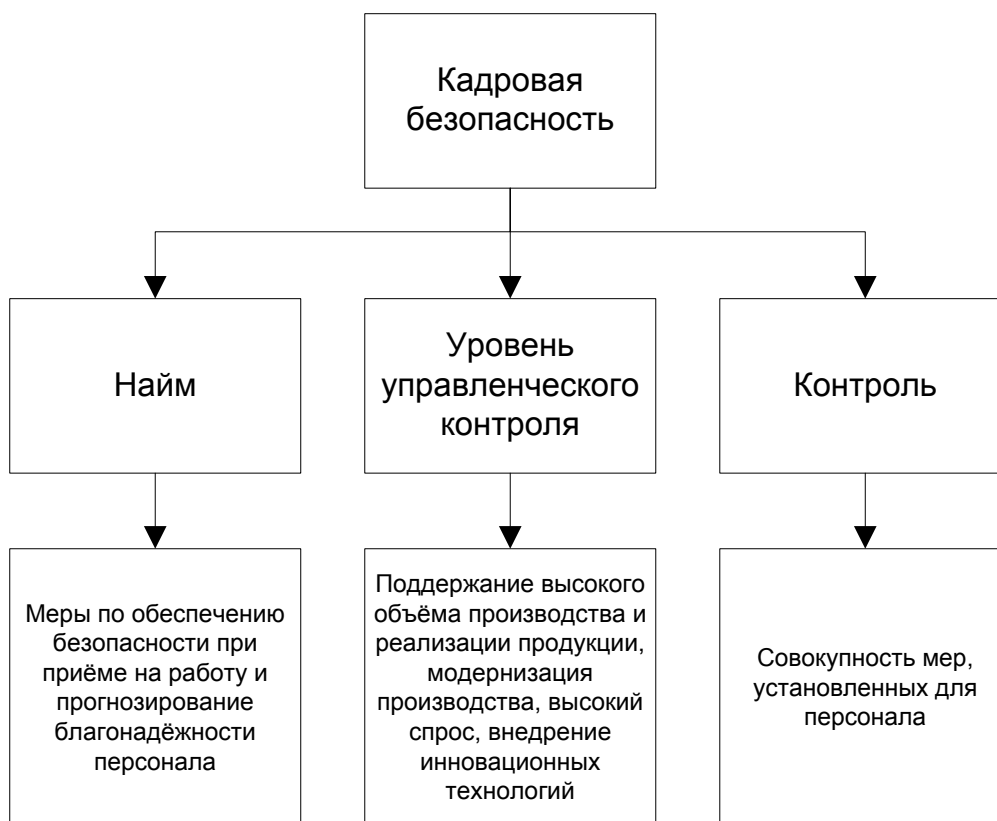 Кадровая
безопасность
Найм
Уровень
управленческого
контроля
Контроль
Меры по обеспечению
безопасности при
приёме на работу и
прогнозирование
благонадёжности
персонала
Поддержание высокого
объёма производства и
реализации продукции,
модернизация
производства, высокий
спрос, внедрение
инновационных
технологий
Совокупность мер,
установленных для
персонала